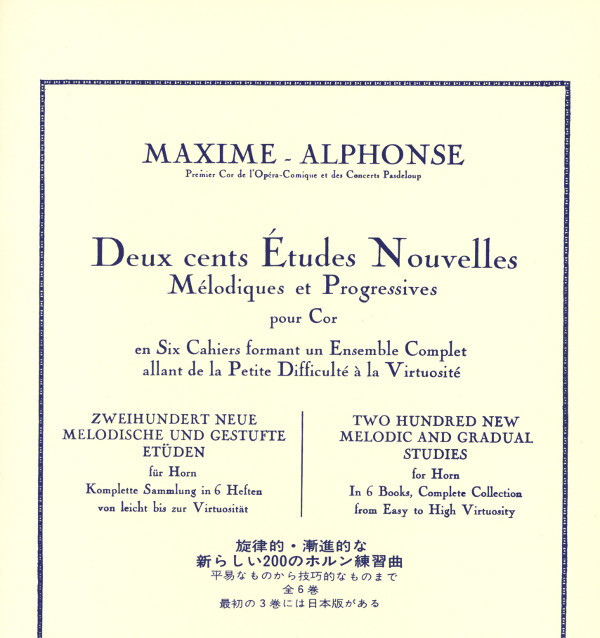 MAXIME - ALPHONSE
Premier Cor de l'Opéra-Comique et des Concerts Pasdeloup
Deux cents Études Nouvelles
Mélodiques et Progressives
pour Cor
en Six Cahiers formant un Ensemble Complet
allant de la Petite Difficulté à la Virtuosité
ZWEIHUNDERT NEUE
MELODISCHE UND GESTUFTE
ETÜDEN
für Horn
Komplette Sammlung in 6 Heften
von leicht bis zur Virtuosität
TWO HUNDRED NEW
MELODIC AND GRADUAL
STUDIES
for Horn
In 6 Books, Complete Collection
from Easy to High Virtuosity
旋律的・漸進的な
新らしい200のホルン練習曲
平易なものから技巧的なものまで
全6巻
最初の3巻には日本版がある